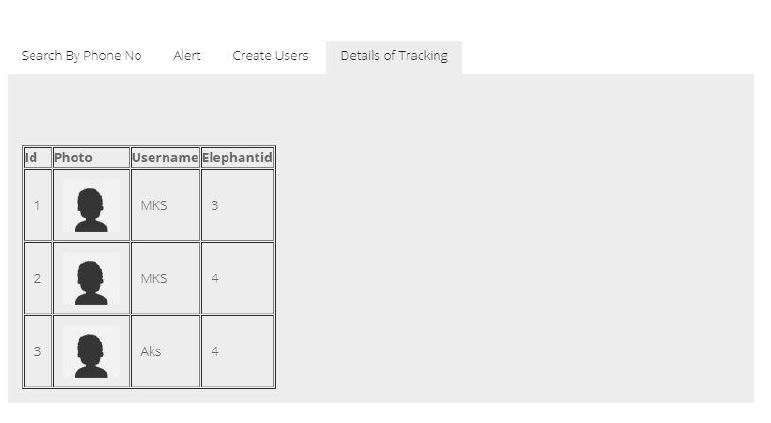 Search By Phone No Alert Create Users Details of Tracking
Id Photo Username Elephantid
1 MKS 3
2 MKS 4
3 Aks 4